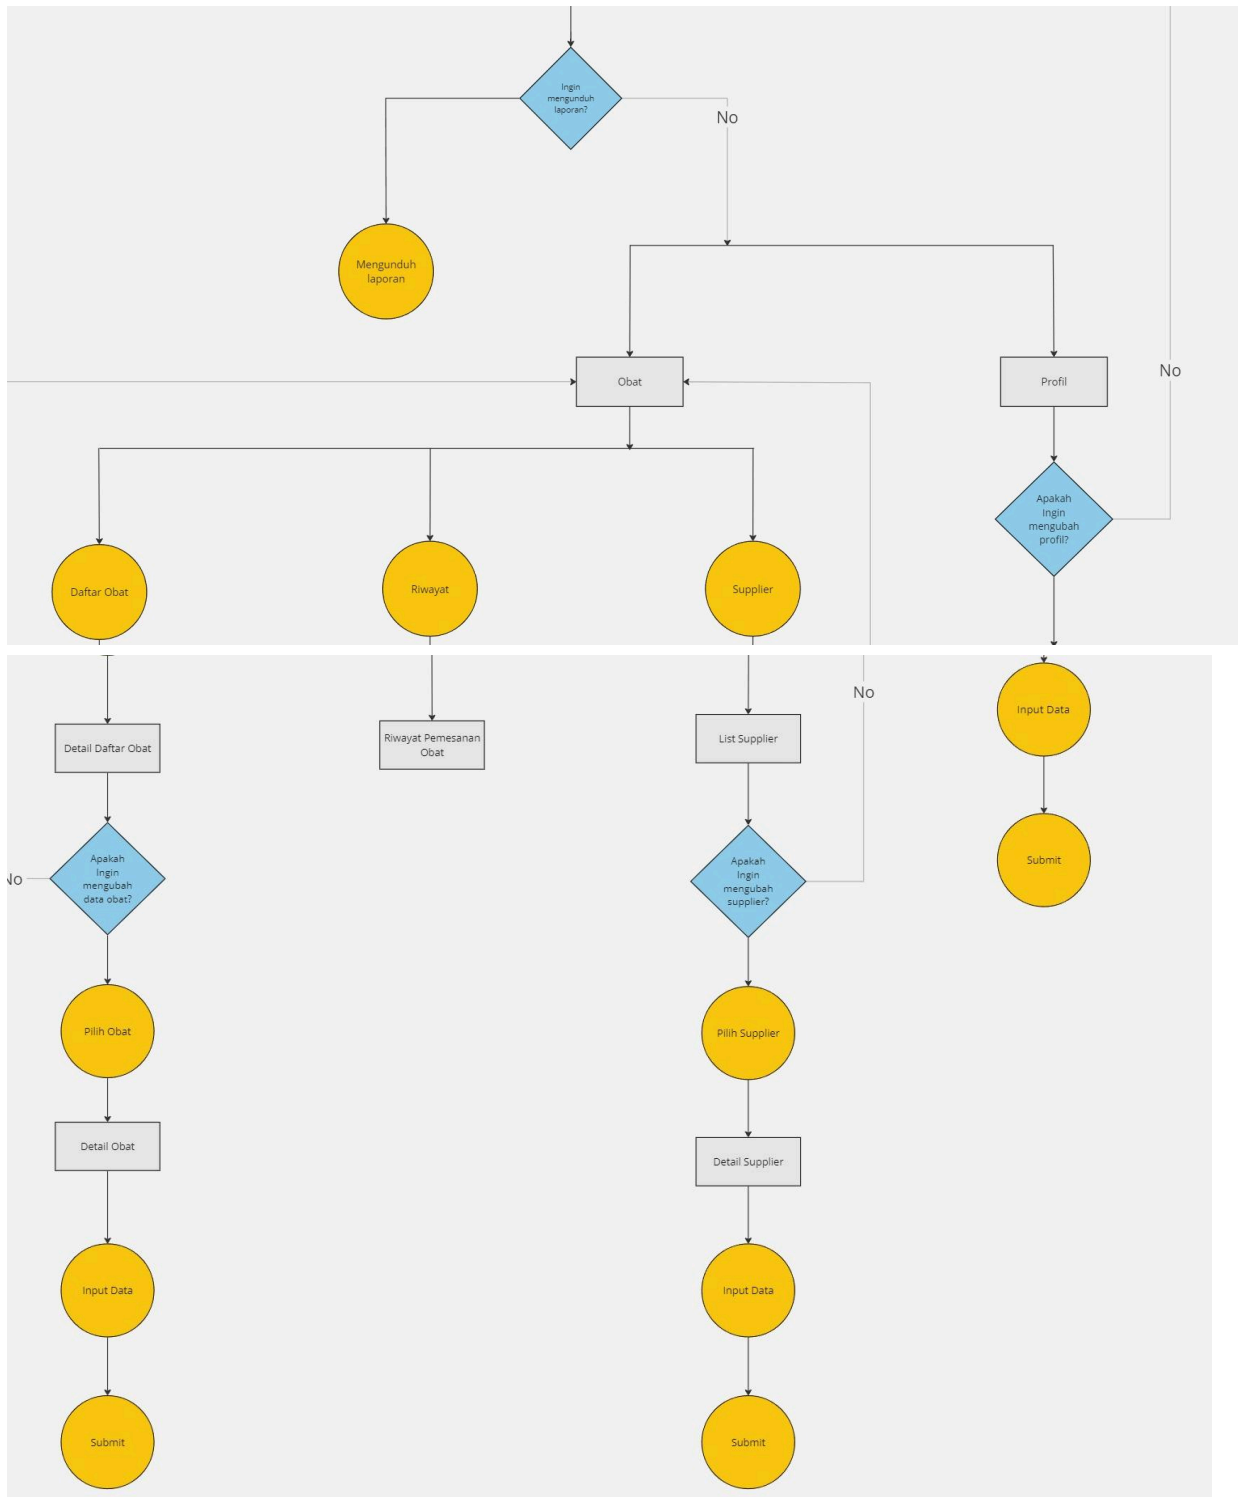 Ingin
mengunduh
laporan?
No
Mengunduh
laporan
Obat
Profil
No
Apakah
Ingin
mengubah
profil?
Daftar Obat
Riwayat
Supplier
No
Input Data
Detail Daftar Obat
Riwayat Pemesanan
Obat
List Supplier
Submit
Apakah
Ingin
mengubah
data obat?
No
Apakah
Ingin
mengubah
supplier?
Pilih Obat
Pilih Supplier
Detail Obat
Detail Supplier
Input Data
Input Data
Submit
Submit